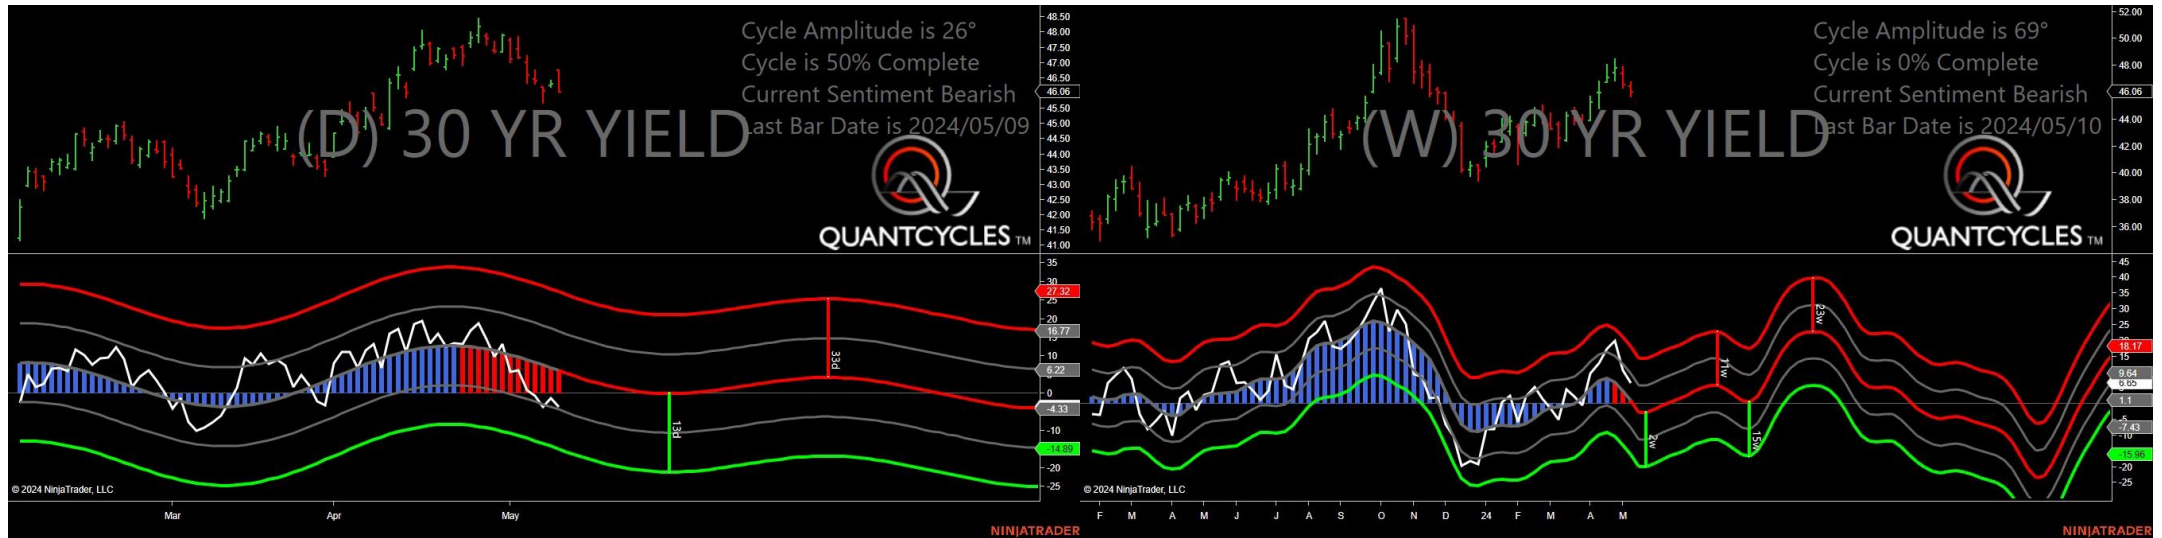 Cycle Amplitude is 26°
Cycle is 50% Complete
Current Sentiment Bearish
Last Bar Date is 2024/05/09
(D) 30 YR YIELD
QUANTCYCLES TM
48.50
48.00
47.50
47.00
46.50
46.06
45.50
45.00
44.50
44.00
43.50
43.00
42.50
42.00
41.50
41.00
35
30
27.32
25
20
16.77
15
10
6.22
0
-4.33
-10
-14.89
-20
-25
33d
13d
© 2024 NinjaTrader, LLC
Mar Apr May
NINJATRADER
Cycle Amplitude is 69°
Cycle is 0% Complete
Current Sentiment Bearish
Last Bar Date is 2024/05/10
(W) 30 YR YIELD
QUANTCYCLES TM
52.00
50.00
48.00
46.06
44.00
42.00
40.00
38.00
36.00
45
40
35
30
25
20
18.17
15
9.64
6.65
1.1
-5
-7.43
-10
-15.96
-20
-25
23w
11w
2w
15w
© 2024 NinjaTrader, LLC
F M A M J J A S O N D 24 F M A M
NINJATRADER